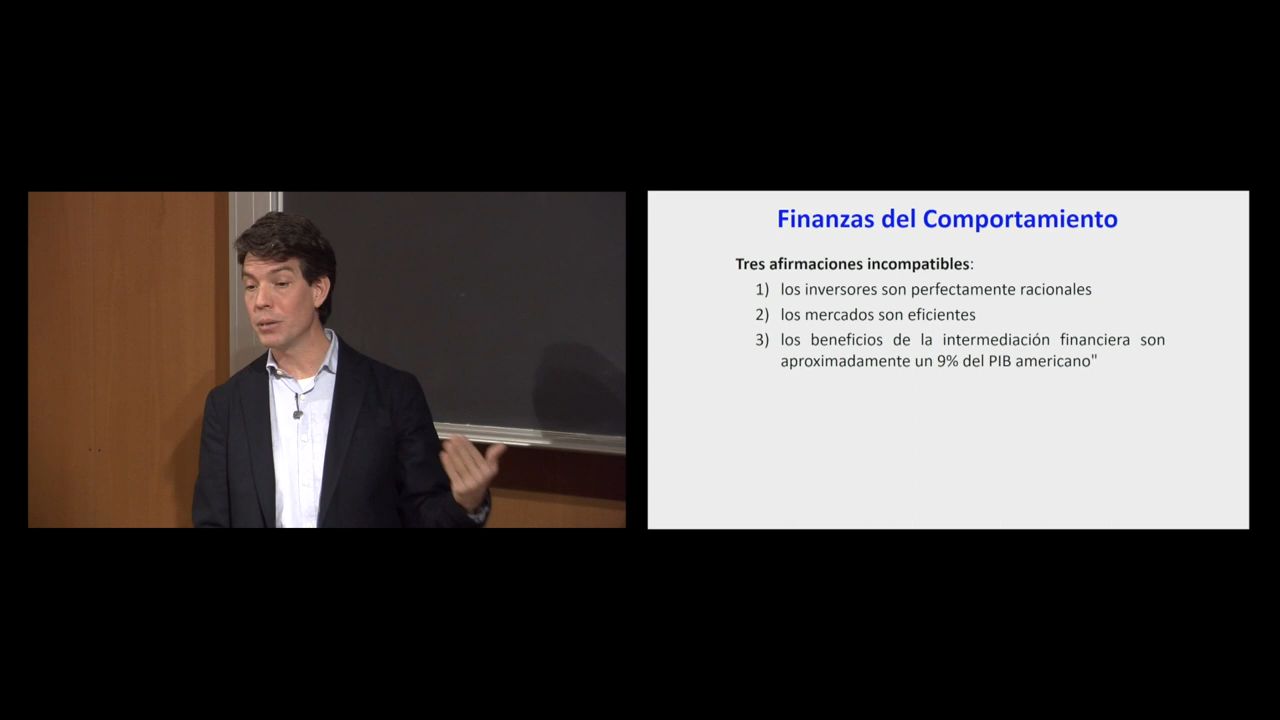 Finanzas del Comportamiento
Tres afirmaciones incompatibles:
1) los inversores son perfectamente racionales
2) los mercados son eficientes
3) los beneficios de la intermediación financiera son
aproximadamente un 9% del PIB americano"